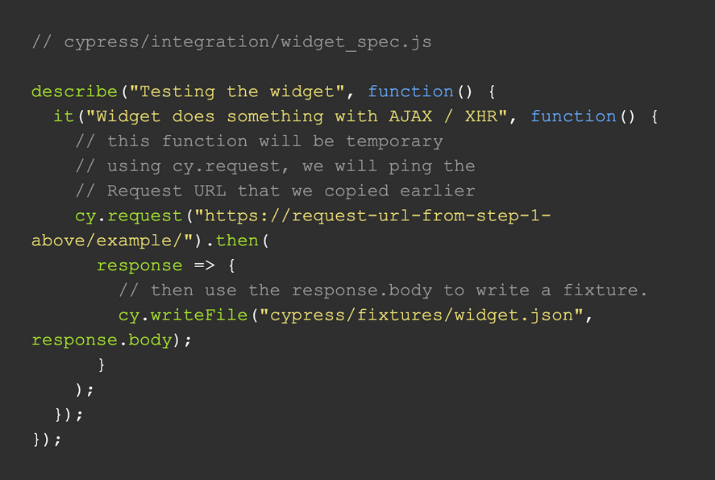 // cypress/integration/widget_spec.js
describe("Testing the widget", function() {
it("Widget does something with AJAX / XHR", function() {
// this function will be temporary
// using cy.request, we will ping the
// Request URL that we copied earlier
cy.request("https://request-url-from-step-1-
above/example/").then(
response => {
// then use the response.body to write a fixture.
cy.writeFile("cypress/fixtures/widget.json",
response.body);
}
);
});
});